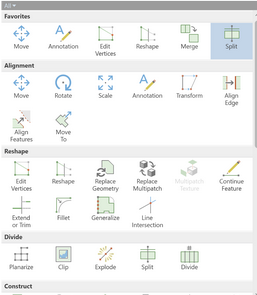 All
Favorites
Move Annotation Edit Vertices Reshape Merge Split
Alignment
Move Rotate Scale Annotation Transform Align Edge
Align Features Move To
Reshape
Edit Vertices Reshape Replace Geometry Replace Multipatch Multipatch Texture Continue Feature
Extend or Trim Fillet Generalize Line Intersection
Divide
Planarize Clip Explode Split Divide
Construct